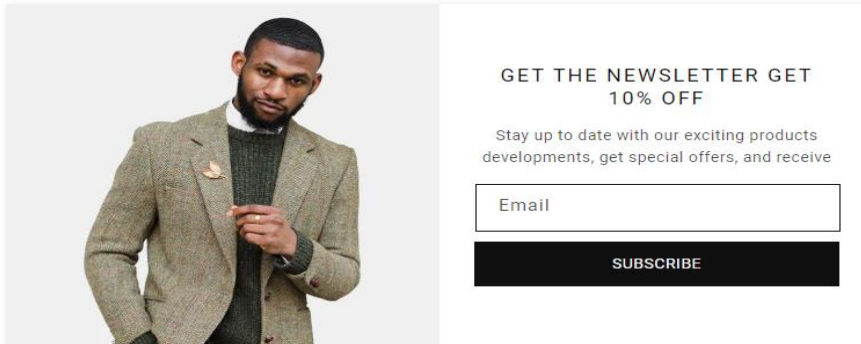 GET THE NEWSLETTER GET
10% OFF
Stay up to date with our exciting products
developments, get special offers, and receive
Email
SUBSCRIBE